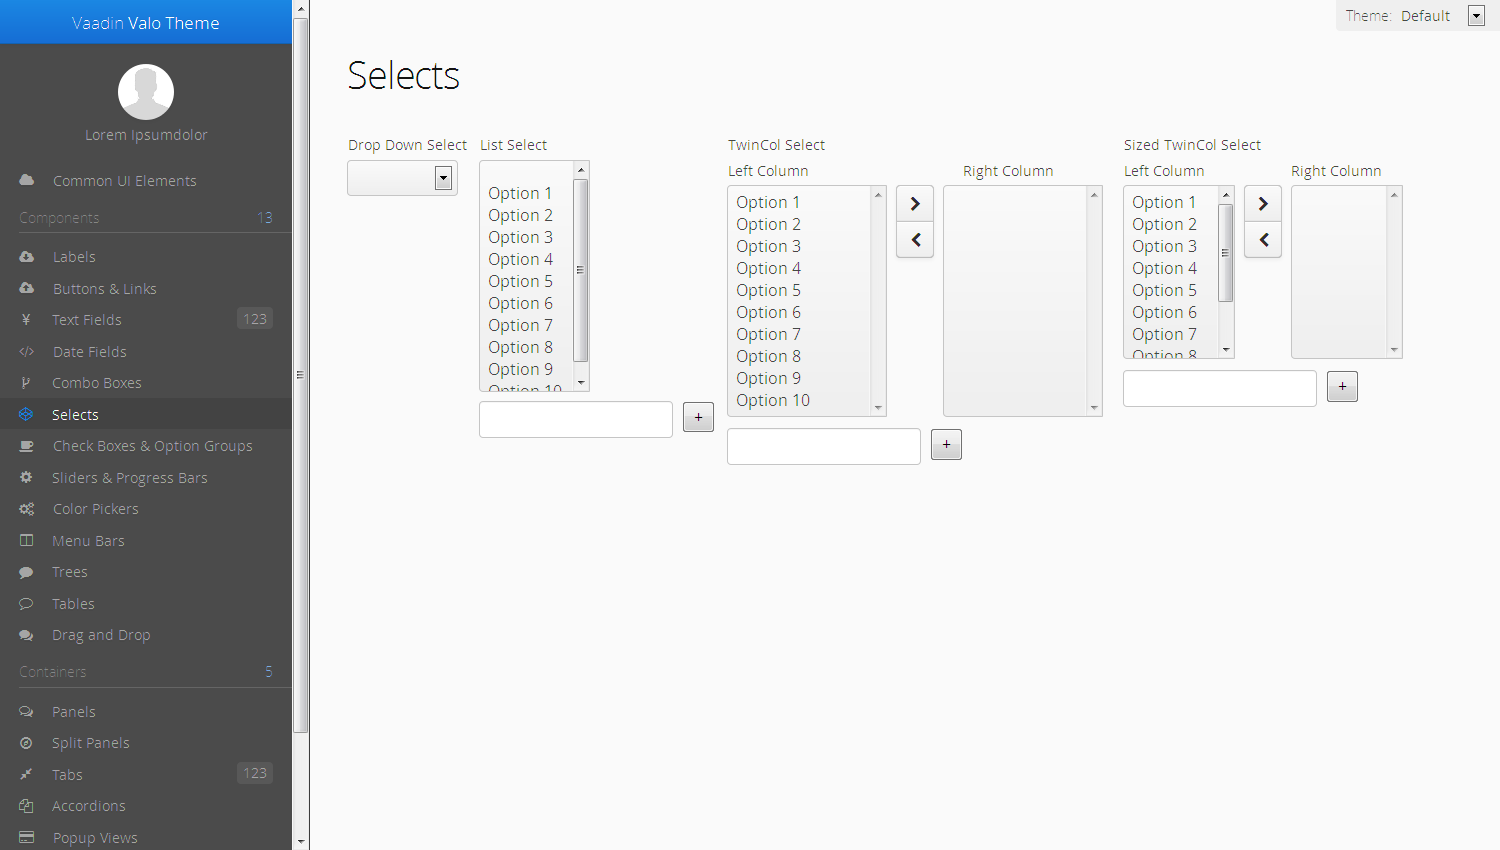 Vaadin Valo Theme
Lorem Ipsumdolor
Common UI Elements
Components 13
Labels
Buttons & Links
Text Fields 123
Date Fields
Combo Boxes
Selects
Check Boxes & Option Groups
Sliders & Progress Bars
Color Pickers
Menu Bars
Trees
Tables
Drag and Drop
Containers 5
Panels
Split Panels
Tabs 123
Accordions
Popup Views
Theme: Default
Selects
Drop Down Select
List Select
Option 1
Option 2
Option 3
Option 4
Option 5
Option 6
Option 7
Option 8
Option 9
Option 10
+
TwinCol Select
Left Column
Right Column
Option 1
Option 2
Option 3
Option 4
Option 5
Option 6
Option 7
Option 8
Option 9
Option 10
+
Sized TwinCol Select
Left Column
Right Column
Option 1
Option 2
Option 3
Option 4
Option 5
Option 6
Option 7
Option 8
+